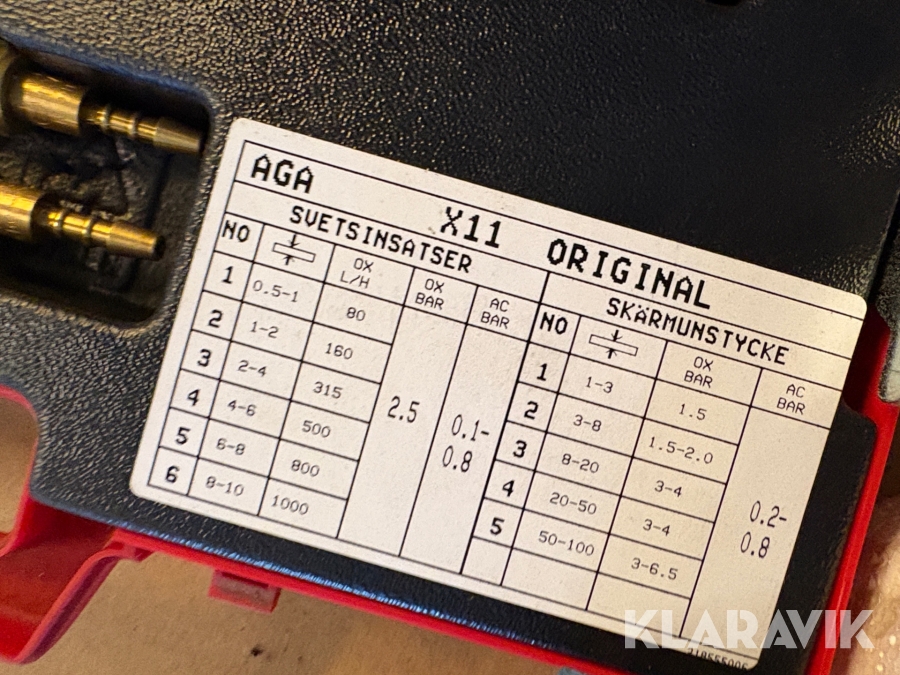 AGA X11 ORIGINAL
SVETSINSATSER
NO OX L/H OX BAR AC BAR
1 0.5-1 80
2 1-2 160
3 2-4 315
4 4-6 500
5 6-8 800
6 8-10 1000
2.5
0.1-
0.8
SKÄRMUNSTYCKE
NO OX BAR AC BAR
1 1-3 1.5
2 3-8 1.5-2.0
3 8-20 3-4
4 20-50 3-4
5 50-100 3-6.5
0.2-
0.8
KLARAVIK